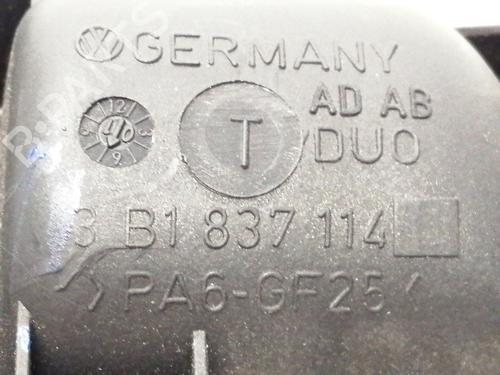 GERMANY
AD AB
T DUO
3 B1 837 114
>PA6-GF25<